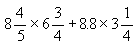 8 4/5 × 6 3/4 + 8.8 × 3 1/4